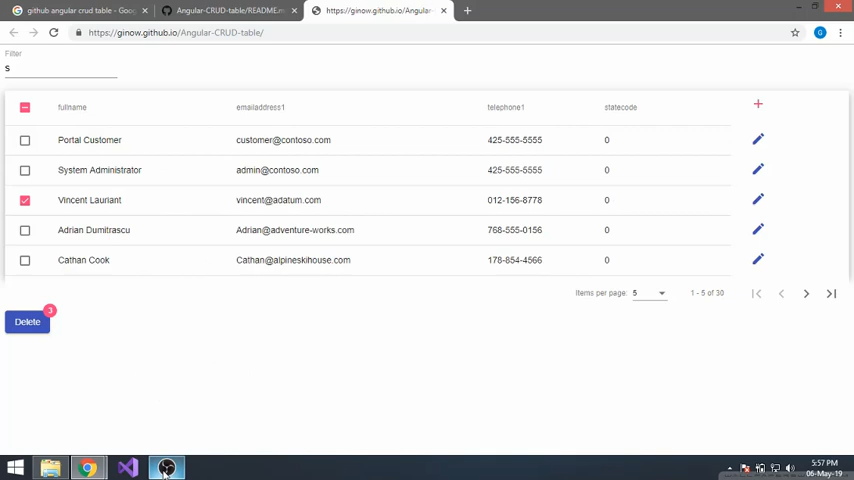 github angular crud table - Goog
Angular-CRUD-table/README.m
https://ginow.github.io/Angular-
https://ginow.github.io/Angular-CRUD-table/
G
Filter
s
fullname emailaddress1 telephone1 statecode
Portal Customer customer@contoso.com 425-555-5555 0
System Administrator admin@contoso.com 425-555-5555 0
Vincent Lauriant vincent@adatum.com 012-156-8778 0
Adrian Dumitrascu Adrian@adventure-works.com 768-555-0156 0
Cathan Cook Cathan@alpineskihouse.com 178-854-4566 0
Items per page: 5 1 - 5 of 30
3
Delete
5:57 PM
06-May-19